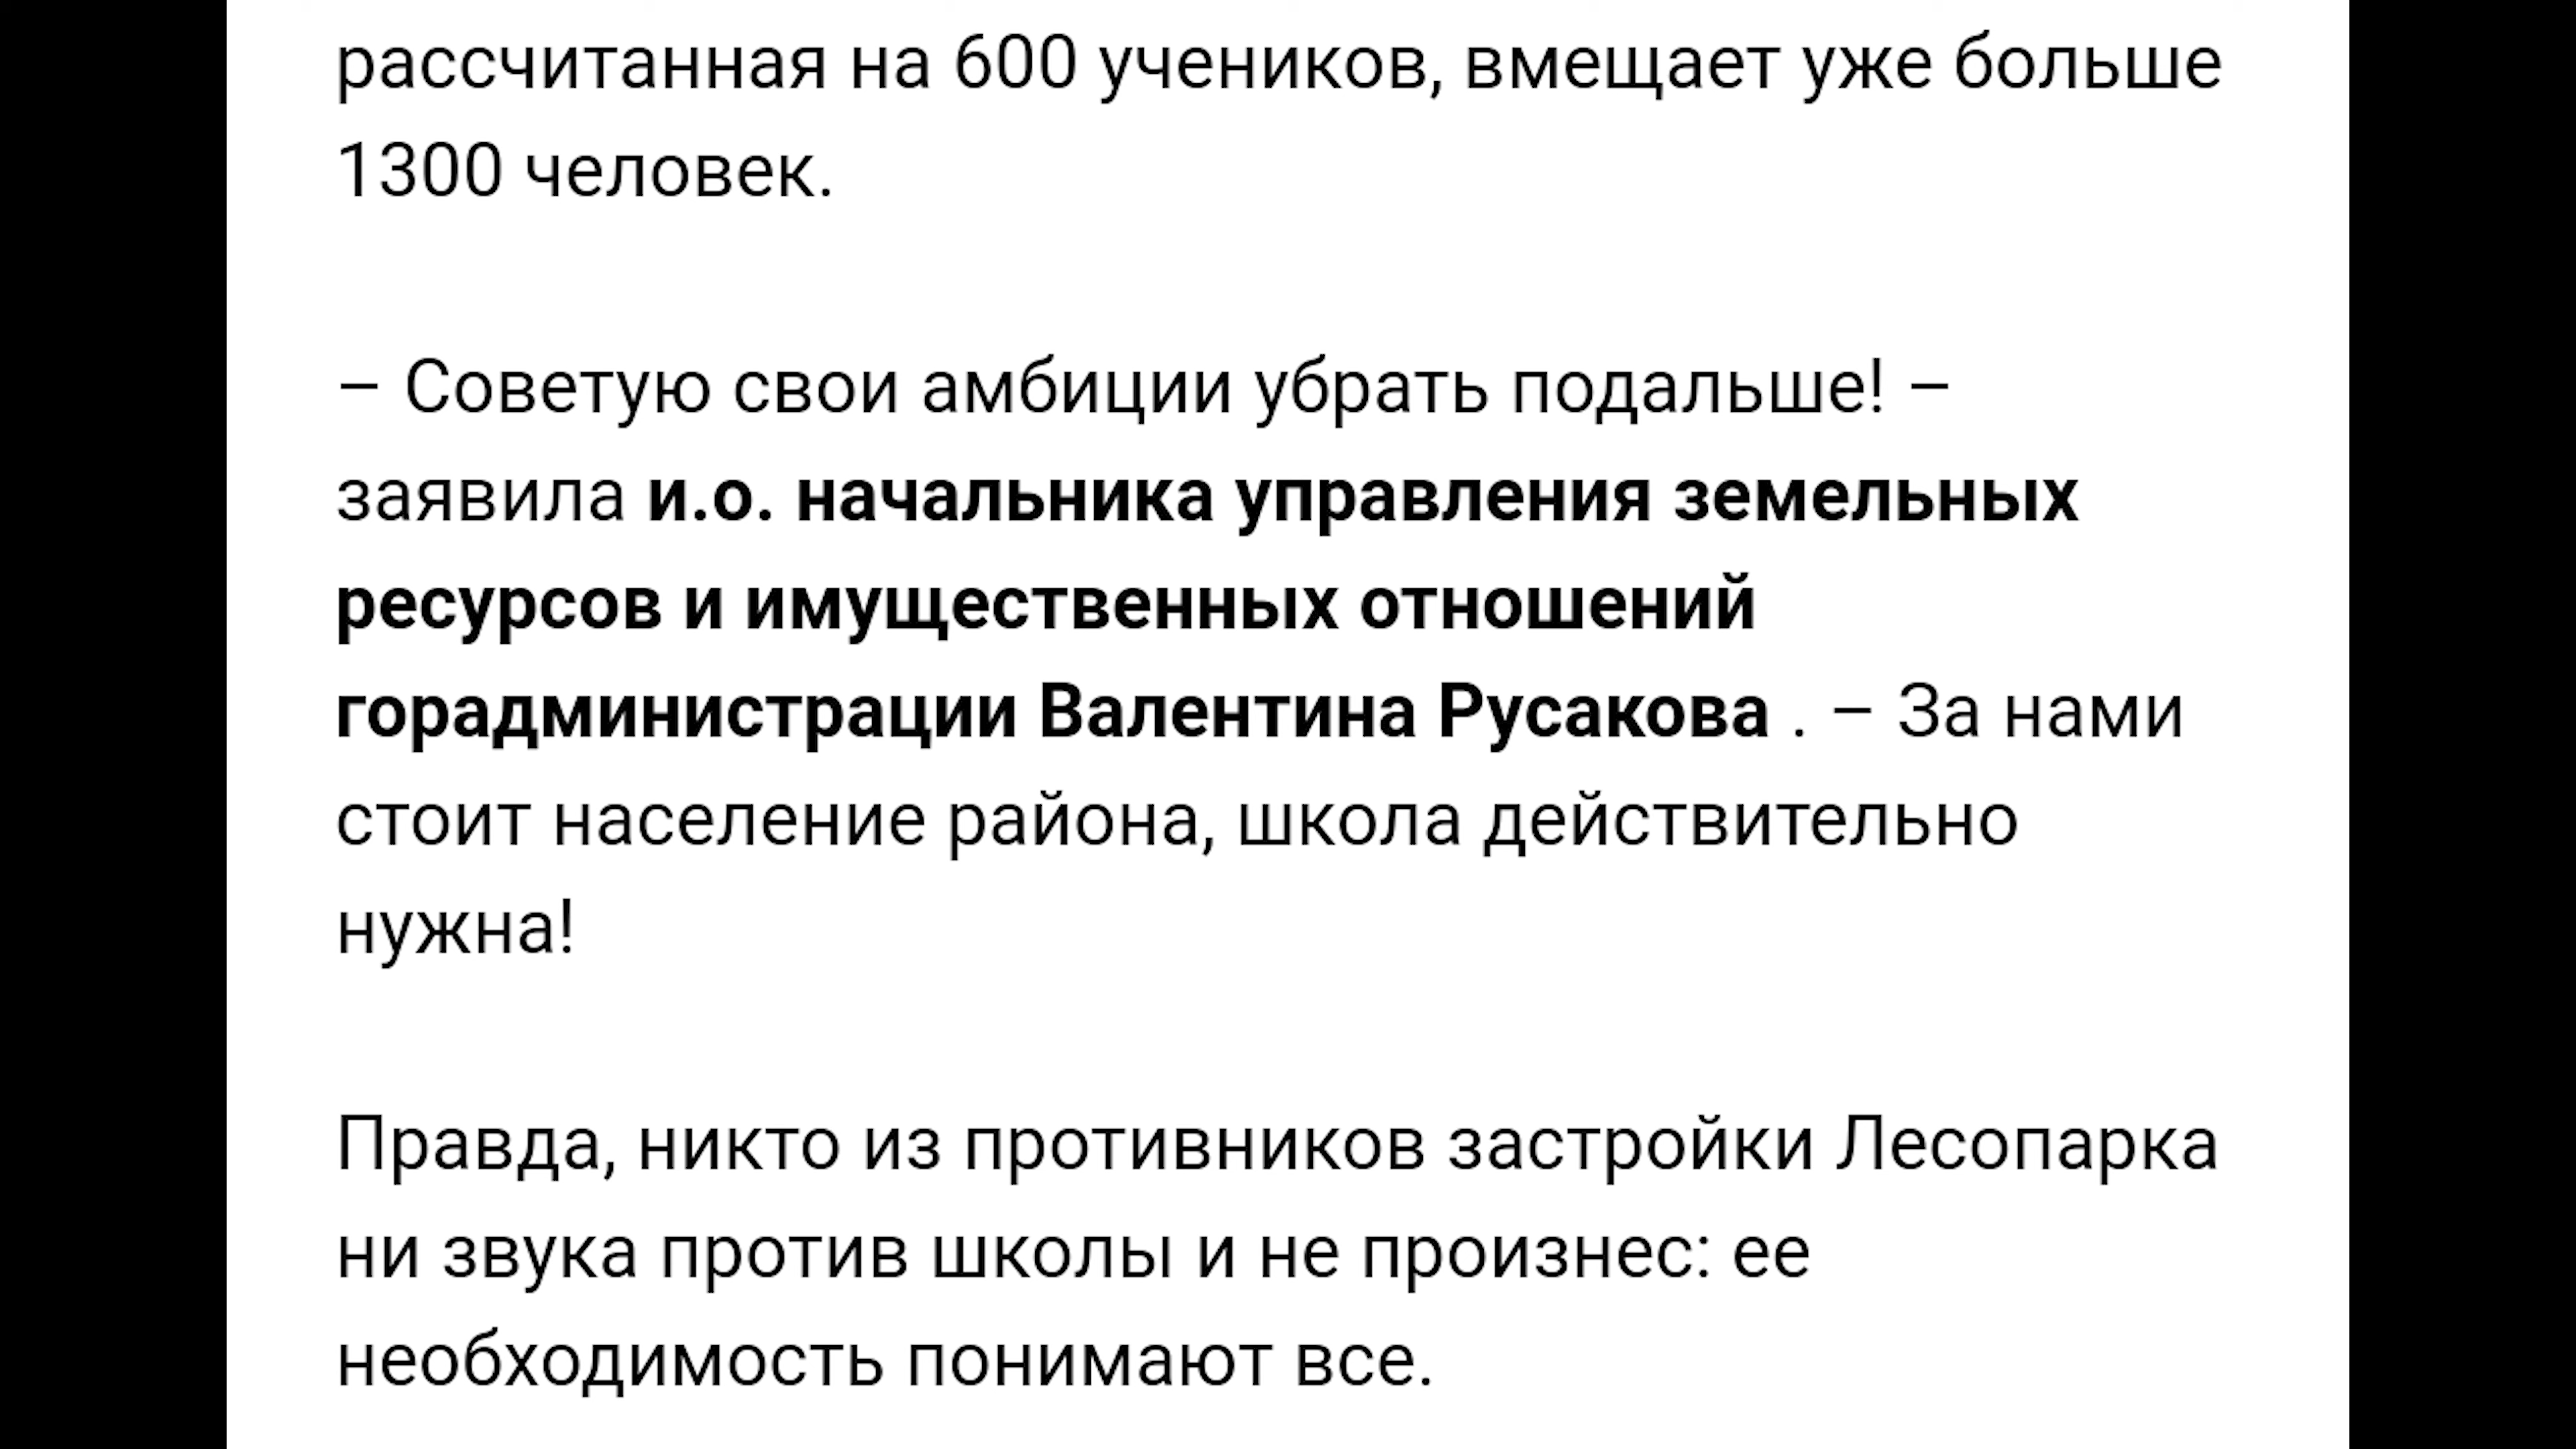 рассчитанная на 600 учеников, вмещает уже больше
1300 человек.
– Советую свои амбиции убрать подальше! –
заявила и.о. начальника управления земельных
ресурсов и имущественных отношений
горадминистрации Валентина Русакова . – За нами
стоит население района, школа действительно
нужна!
Правда, никто из противников застройки Лесопарка
ни звука против школы и не произнес: ее
необходимость понимают все.